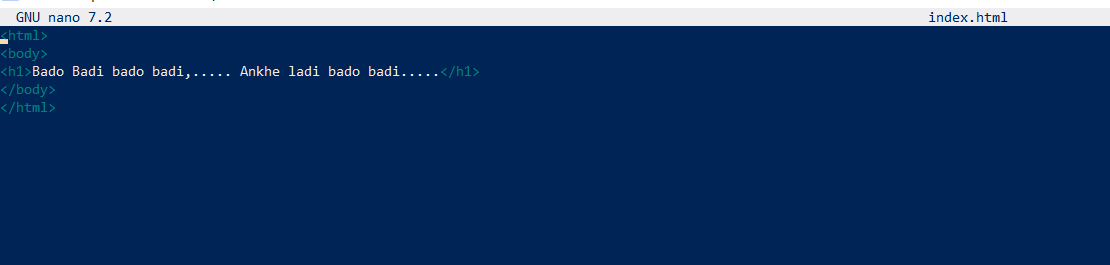 GNU nano 7.2 index.html
<html>
<body>
<h1>Bado Badi bado badi,..... Ankhe ladi bado badi.....</h1>
</body>
</html>